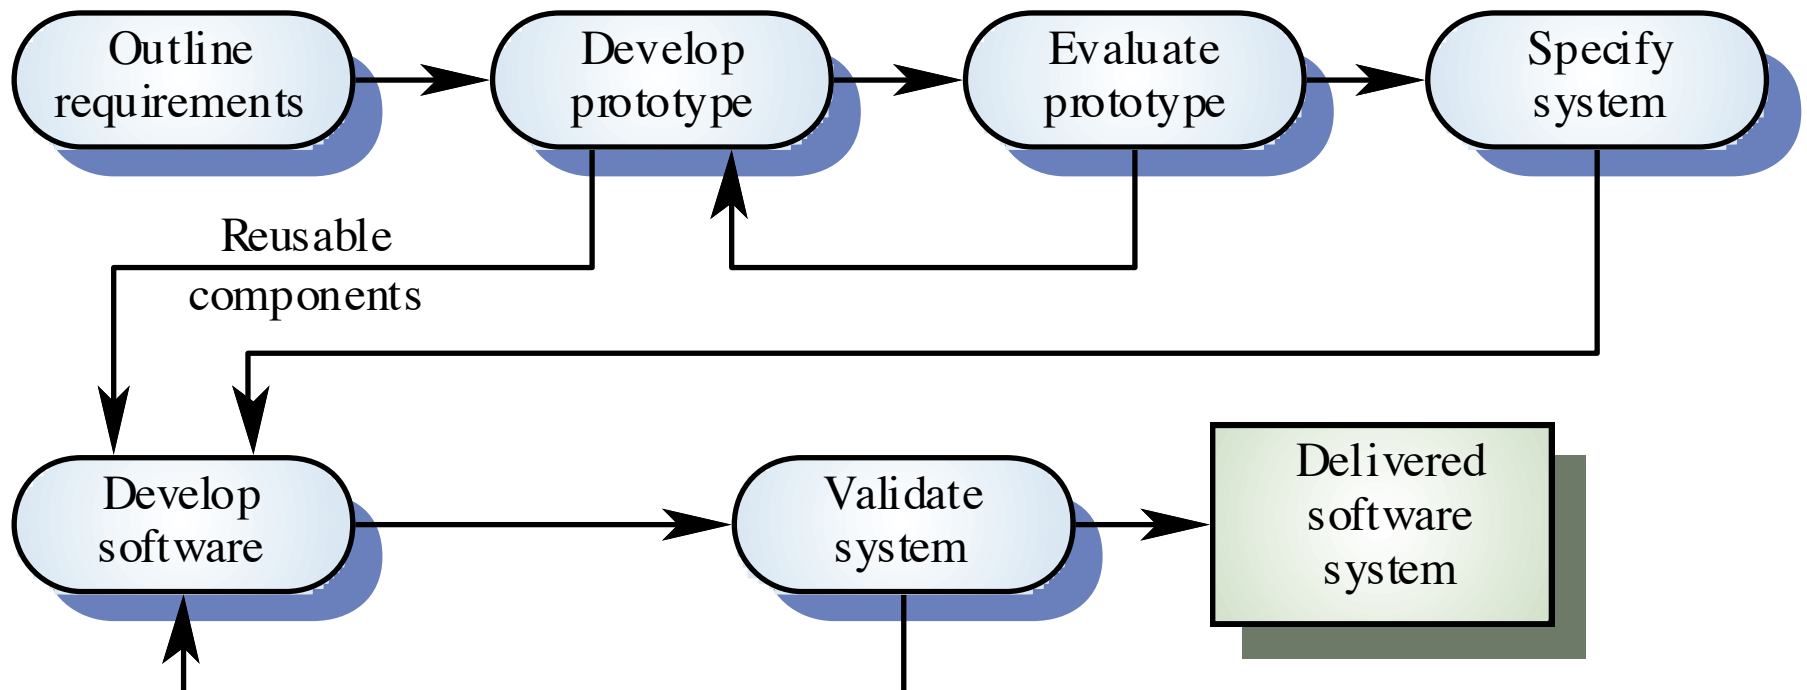 Outline
requirements
Develop
prototype
Evaluate
prototype
Specify
system
Reusable
components
Develop
software
Validate
system
Delivered
software
system